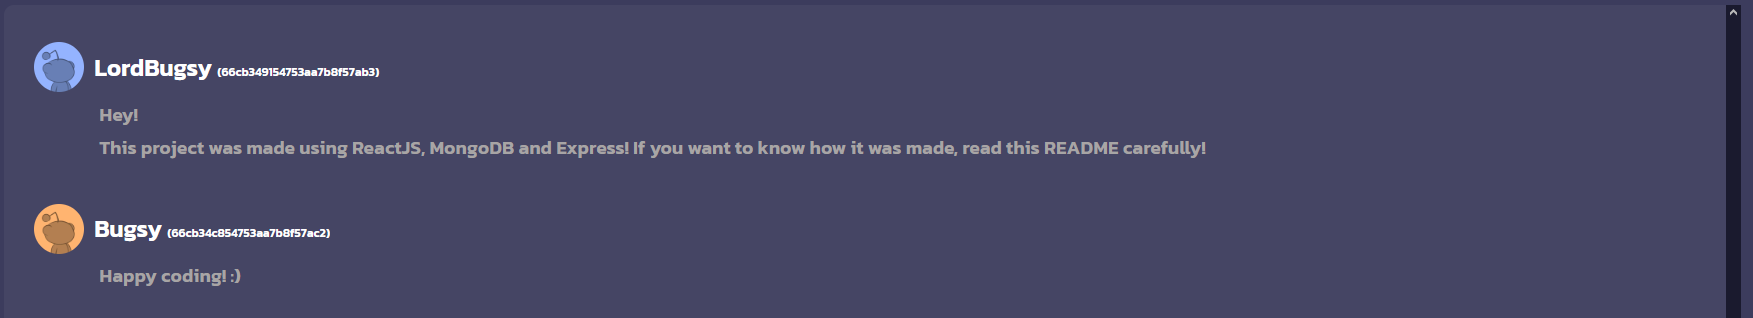 LordBugsy (66cb349154753aa7b8f57ab3)
Hey!
This project was made using ReactJS, MongoDB and Express! If you want to know how it was made, read this README carefully!
Bugsy (66cb34c854753aa7b8f57ac2)
Happy coding! :)